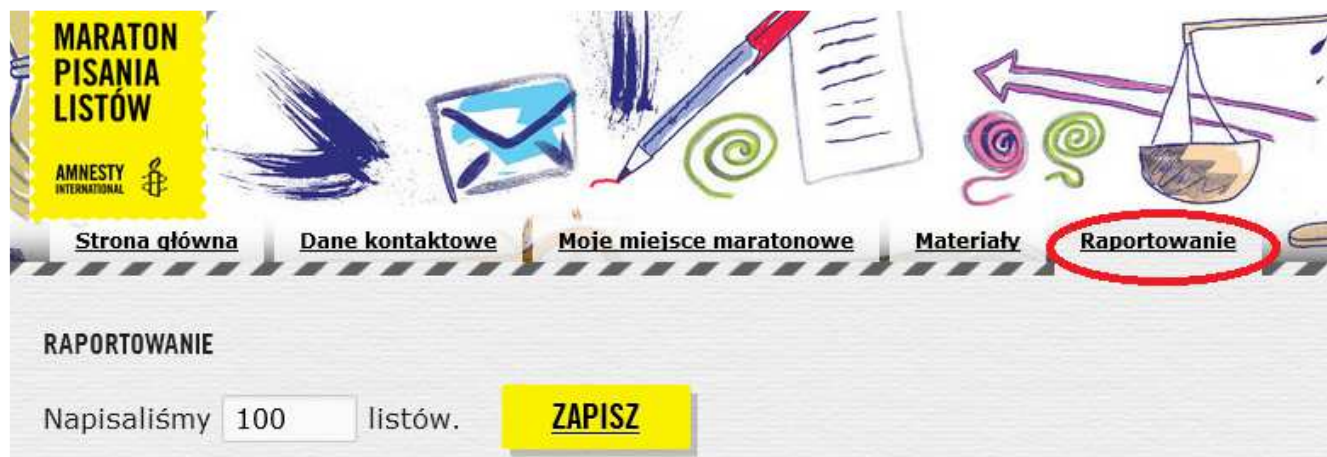 MARATON
PISANIA
LISTÓW
AMNESTY
INTERNATIONAL
Strona główna Dane kontaktowe Moje miejsce maratonowe Materiały Raportowanie
RAPORTOWANIE
Napisaliśmy 100 listów. ZAPISZ